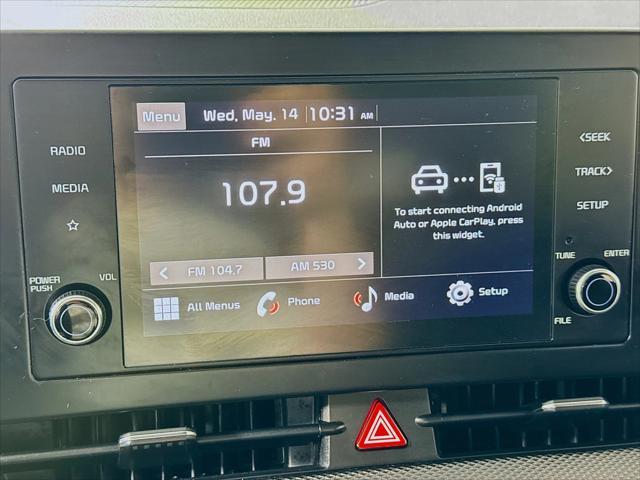 Menu Wed, May. 14 10:31 AM
FM
107.9
< FM 104.7 AM 530 >
To start connecting Android
Auto or Apple CarPlay, press
this widget.
All Menus Phone Media Setup
RADIO
MEDIA
POWER
PUSH
VOL
<SEEK
TRACK>
SETUP
TUNE ENTER
FILE